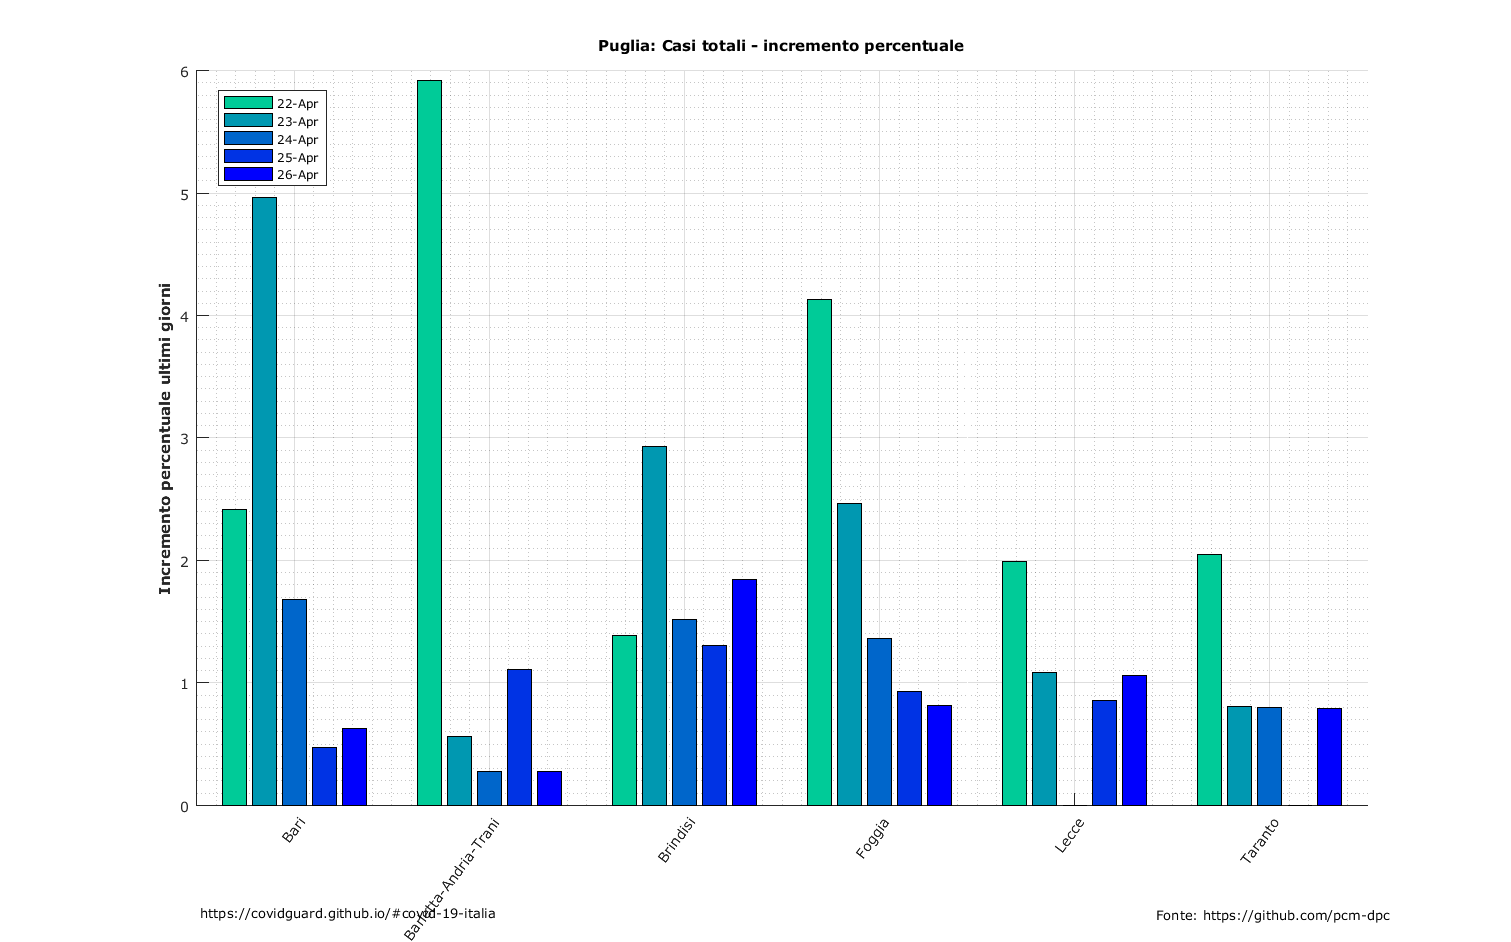 Puglia: Casi totali - incremento percentuale
Incremento percentuale ultimi giorni
6
5
4
3
2
1
0
22-Apr
23-Apr
24-Apr
25-Apr
26-Apr
Bari
Barletta-Andria-Trani
Brindisi
Foggia
Lecce
Taranto
https://covidguard.github.io/#covid-19-italia
Fonte: https://github.com/pcm-dpc